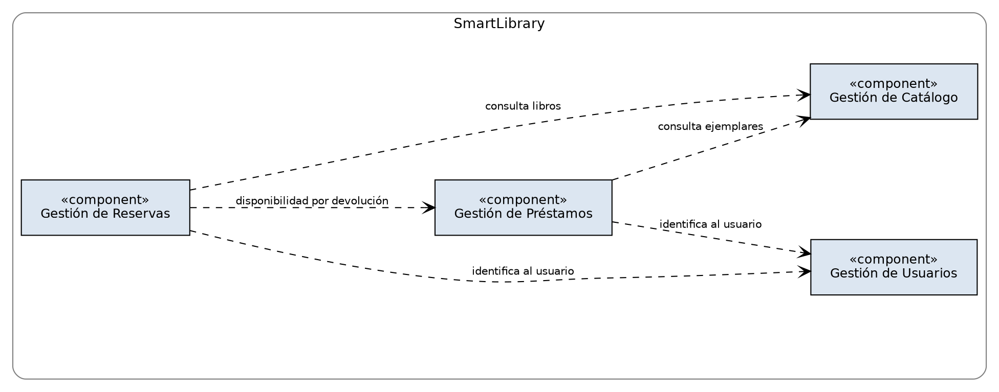 SmartLibrary
«component»
Gestión de Catálogo
consulta libros
consulta ejemplares
«component»
Gestión de Reservas
disponibilidad por devolución
«component»
Gestión de Préstamos
identifica al usuario
«component»
Gestión de Usuarios
identifica al usuario